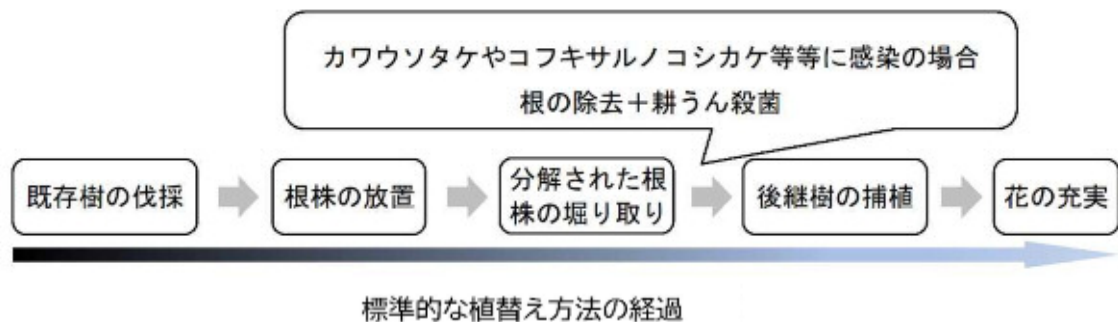 カワウソタケやコフキサルノコシカケ等等に感染の場合
根の除去＋耕うん殺菌
既存樹の伐採
根株の放置
分解された根
株の堀り取り
後継樹の捕植
花の充実
標準的な植替え方法の経過